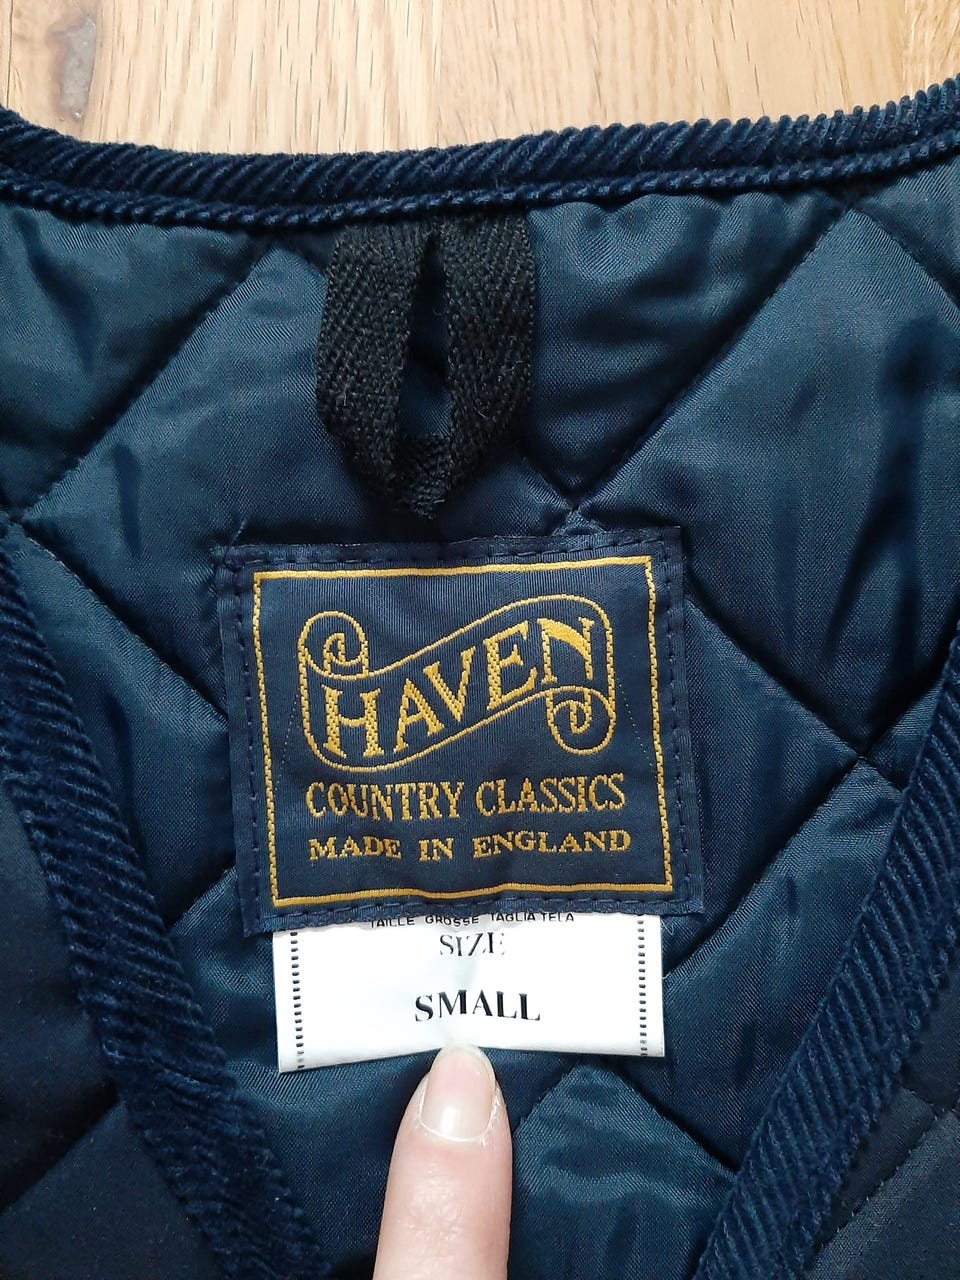 HAVEN
COUNTRY CLASSICS
MADE IN ENGLAND
TAILLE GROSSE TAGLIA TELA
SIZE
SMALL